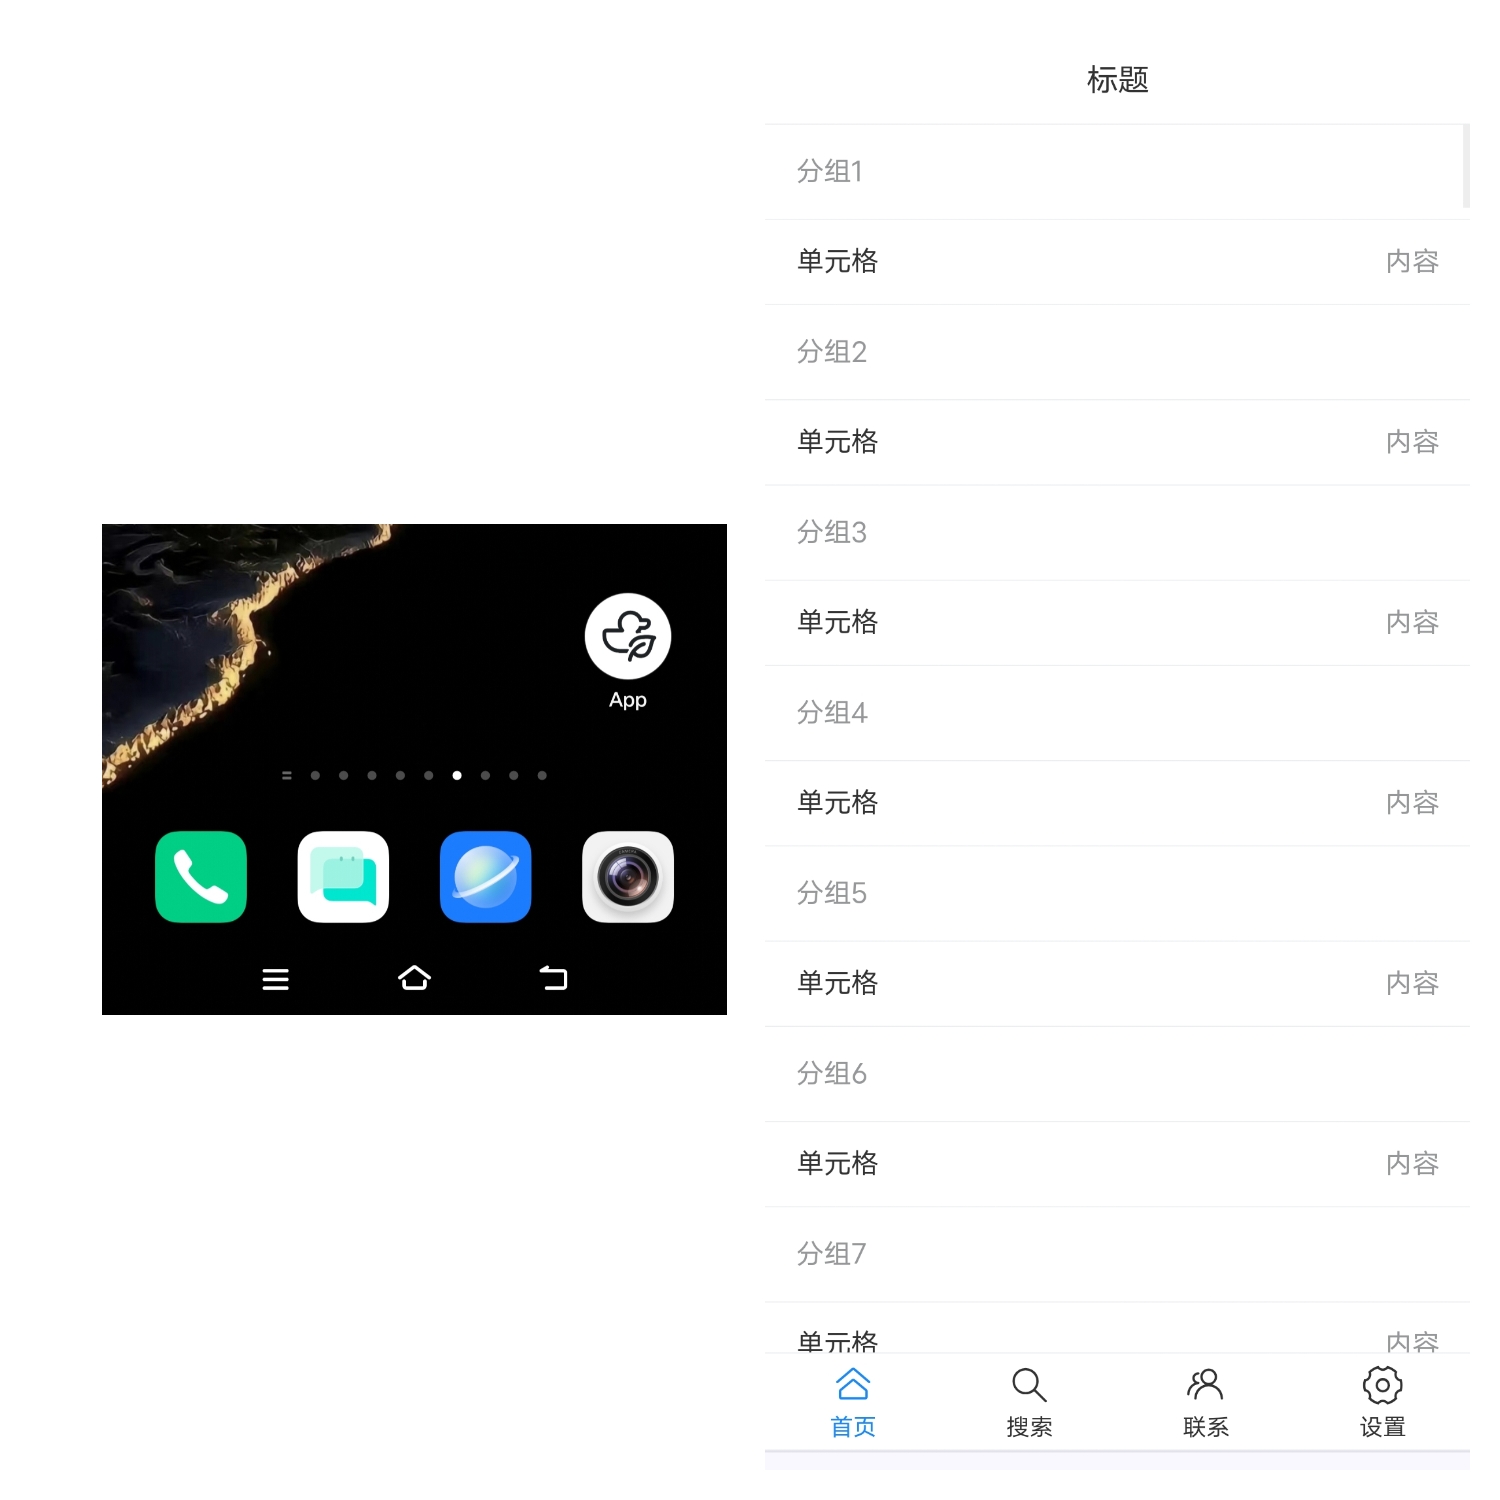 App
标题
分组1
单元格 内容
分组2
单元格 内容
分组3
单元格 内容
分组4
单元格 内容
分组5
单元格 内容
分组6
单元格 内容
分组7
单元格 内容
首页 搜索 联系 设置